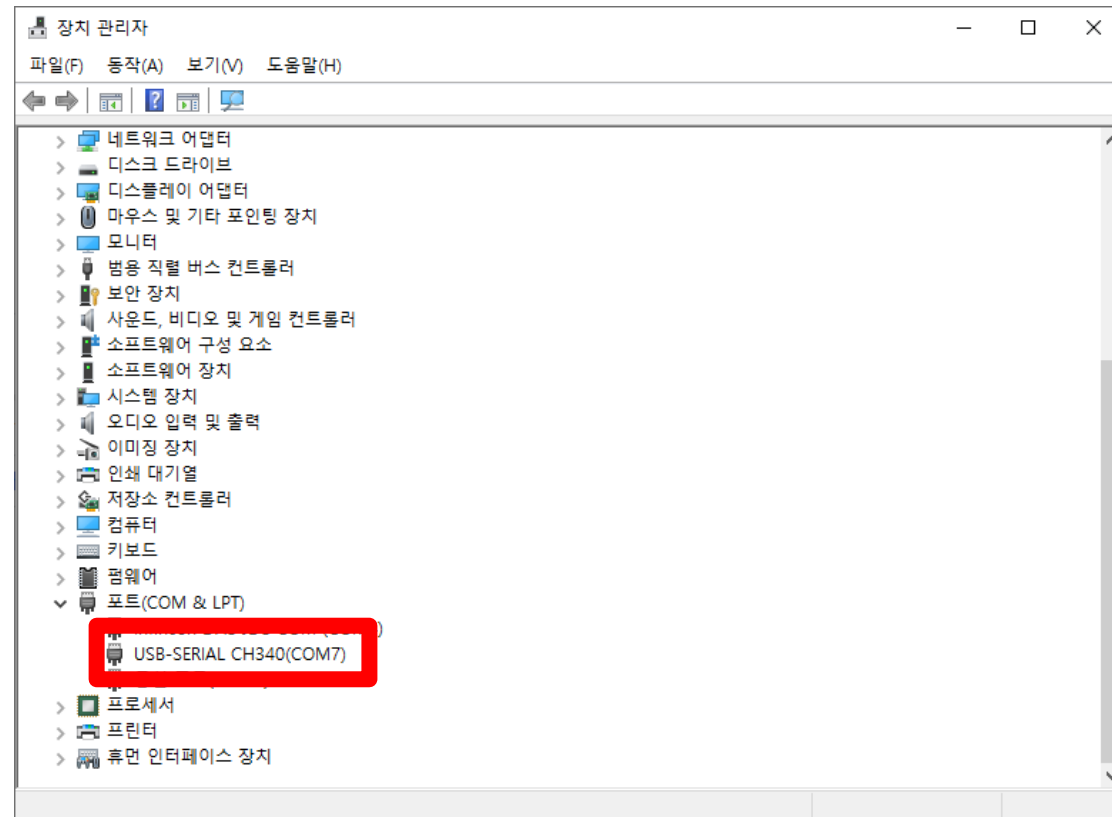 장치 관리자
파일(F) 동작(A) 보기(V) 도움말(H)
네트워크 어댑터
디스크 드라이브
디스플레이 어댑터
마우스 및 기타 포인팅 장치
모니터
범용 직렬 버스 컨트롤러
보안 장치
사운드, 비디오 및 게임 컨트롤러
소프트웨어 구성 요소
소프트웨어 장치
시스템 장치
오디오 입력 및 출력
이미징 장치
인쇄 대기열
저장소 컨트롤러
컴퓨터
키보드
펌웨어
포트(COM & LPT)
USB-SERIAL CH340(COM7)
프로세서
프린터
휴먼 인터페이스 장치